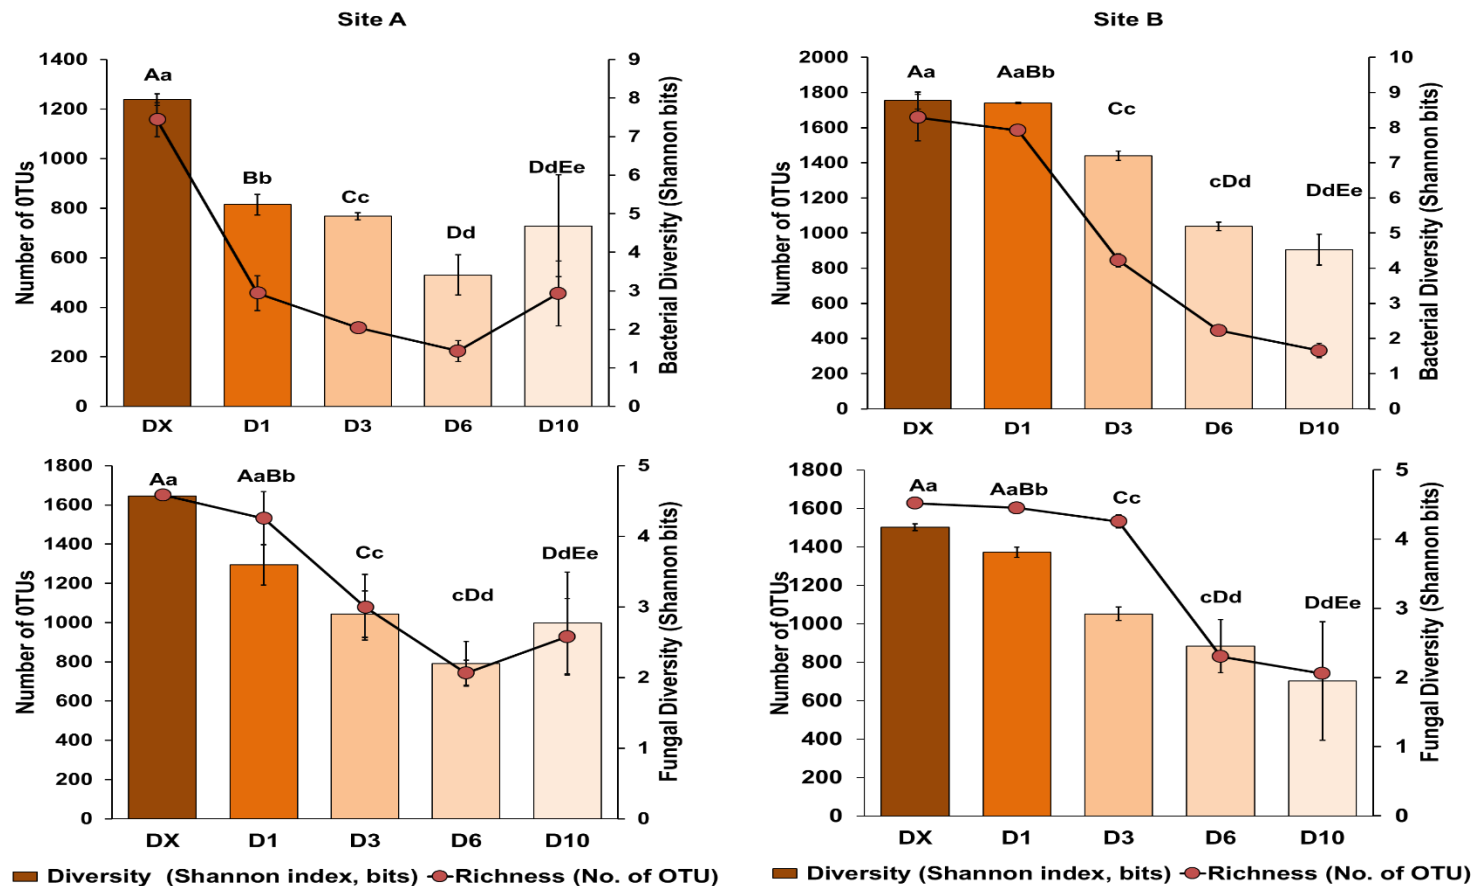 Site A
Site B
Number of 0TUs
1400
1200
1000
800
600
400
200
0
Aa
Bb
Cc
Dd
DdEe
9
8
7
6
5
4
3
2
1
0
Bacterial Diversity (Shannon bits)
DX D1 D3 D6 D10
Number of 0TUs
2000
1800
1600
1400
1200
1000
800
600
400
200
0
Aa
AaBb
Cc
cDd
DdEe
10
9
8
7
6
5
4
3
2
1
0
Bacterial Diversity (Shannon bits)
DX D1 D3 D6 D10
Number of 0TUs
1800
1600
1400
1200
1000
800
600
400
200
0
Aa
AaBb
Cc
cDd
DdEe
5
4
3
2
1
0
Fungal Diversity (Shannon bits)
DX D1 D3 D6 D10
Number of 0TUs
1800
1600
1400
1200
1000
800
600
400
200
0
Aa
AaBb
Cc
cDd
DdEe
5
4
3
2
1
0
Fungal Diversity (Shannon bits)
DX D1 D3 D6 D10
Diversity (Shannon index, bits) Richness (No. of OTU)
Diversity (Shannon index, bits) Richness (No. of OTU)